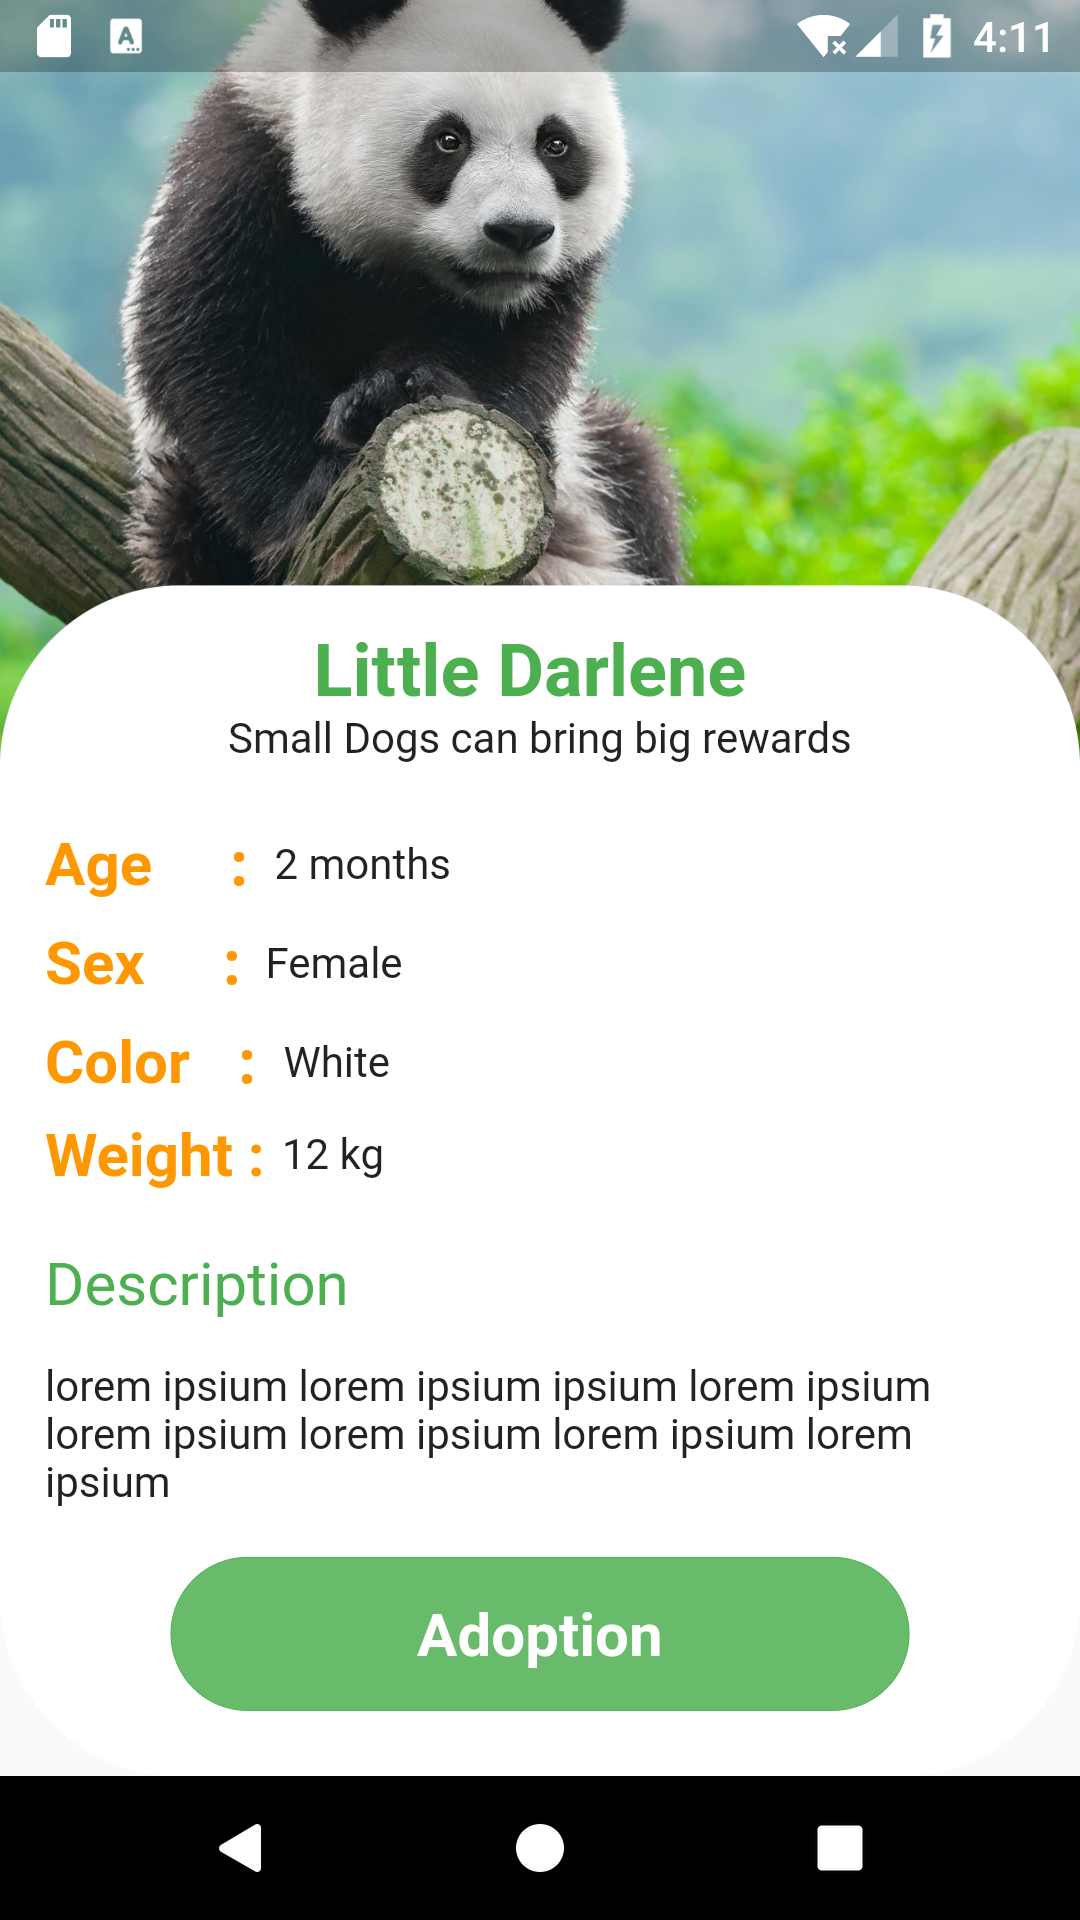 4:11
Little Darlene
Small Dogs can bring big rewards
Age : 2 months
Sex : Female
Color : White
Weight : 12 kg
Description
lorem ipsium lorem ipsium ipsium lorem ipsium
lorem ipsium lorem ipsium lorem ipsium lorem
ipsium
Adoption